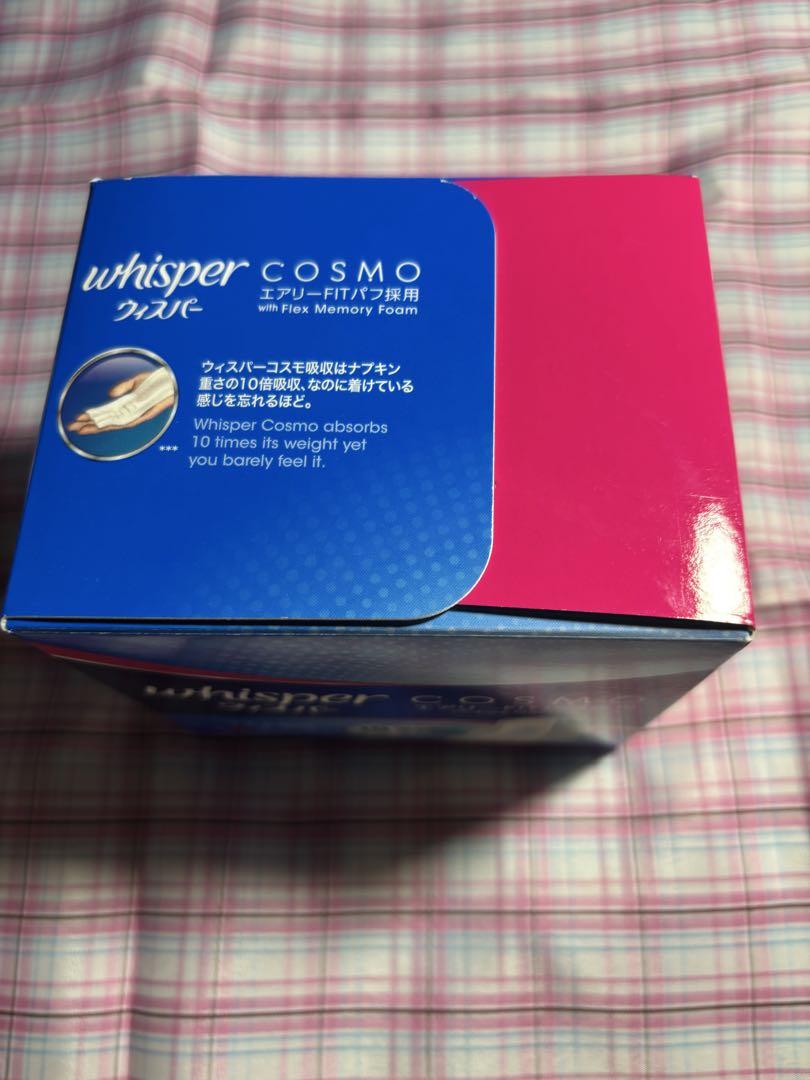 whisper COSMO
ウィスパー エアリーFITパフ採用
with Flex Memory Foam
ウィスパーコスモ吸収はナプキン
重さの10倍吸収、なのに着けている
感じを忘れるほど。
***
Whisper Cosmo absorbs
10 times its weight yet
you barely feel it.
whisper COSMO
ウィスパー